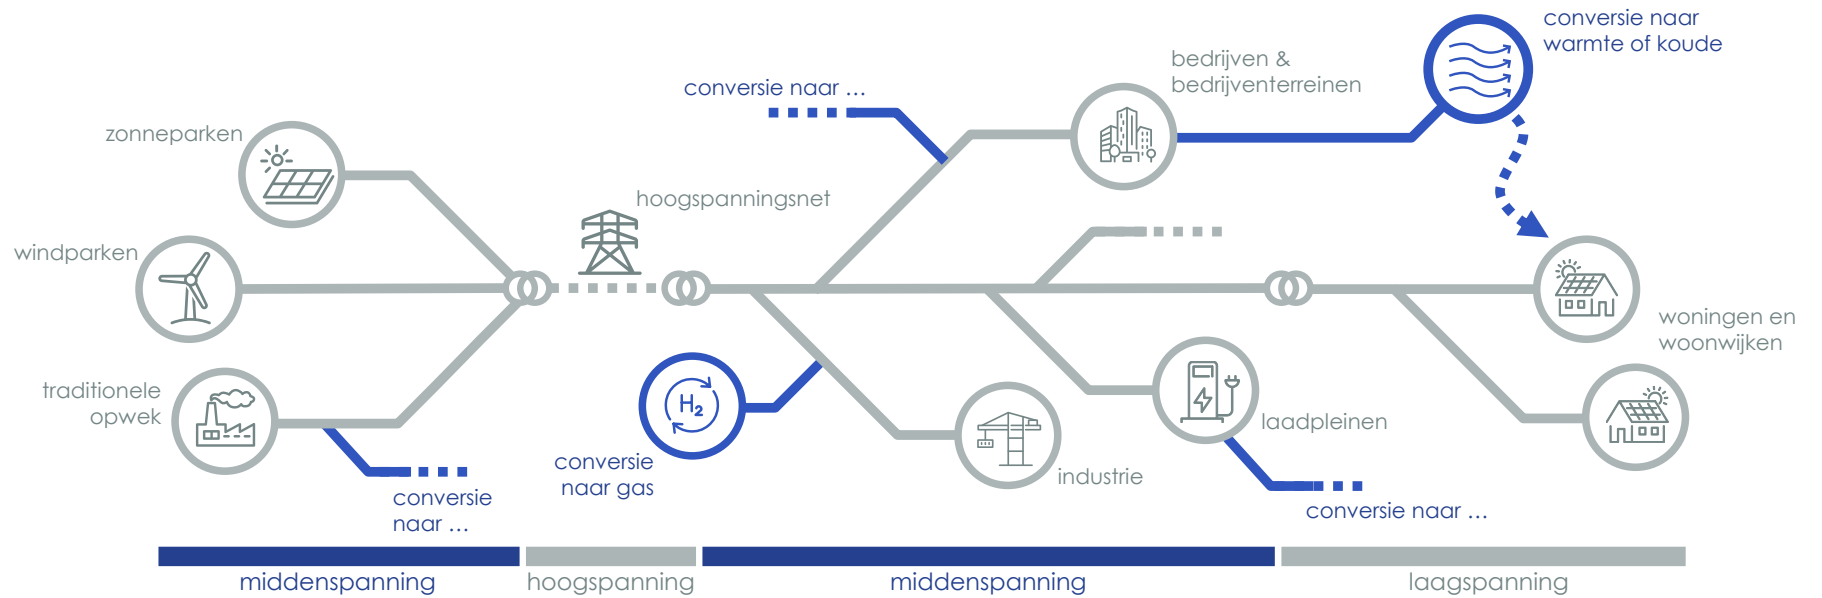 conversie naar
warmte of koude
bedrijven &
bedrijventerreinen
conversie naar ...
zonneparken
hoogspanningsnet
windparken
woningen en
woonwijken
traditionele
opwek
H₂
laadpleinen
conversie
naar gas
industrie
conversie
naar ...
conversie naar ...
middenspanning
hoogspanning
middenspanning
laagspanning